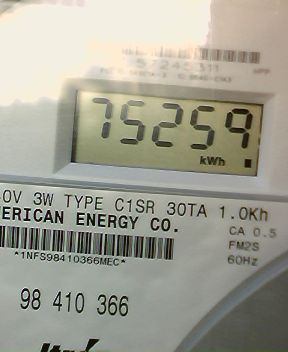 57245311
75259
kWh
0V 3W TYPE C1SR 30TA 1.0Kh
ERICAN ENERGY CO.
CA 0.5
FM2S
*1NFS98410366MEC*
60Hz
98 410 366